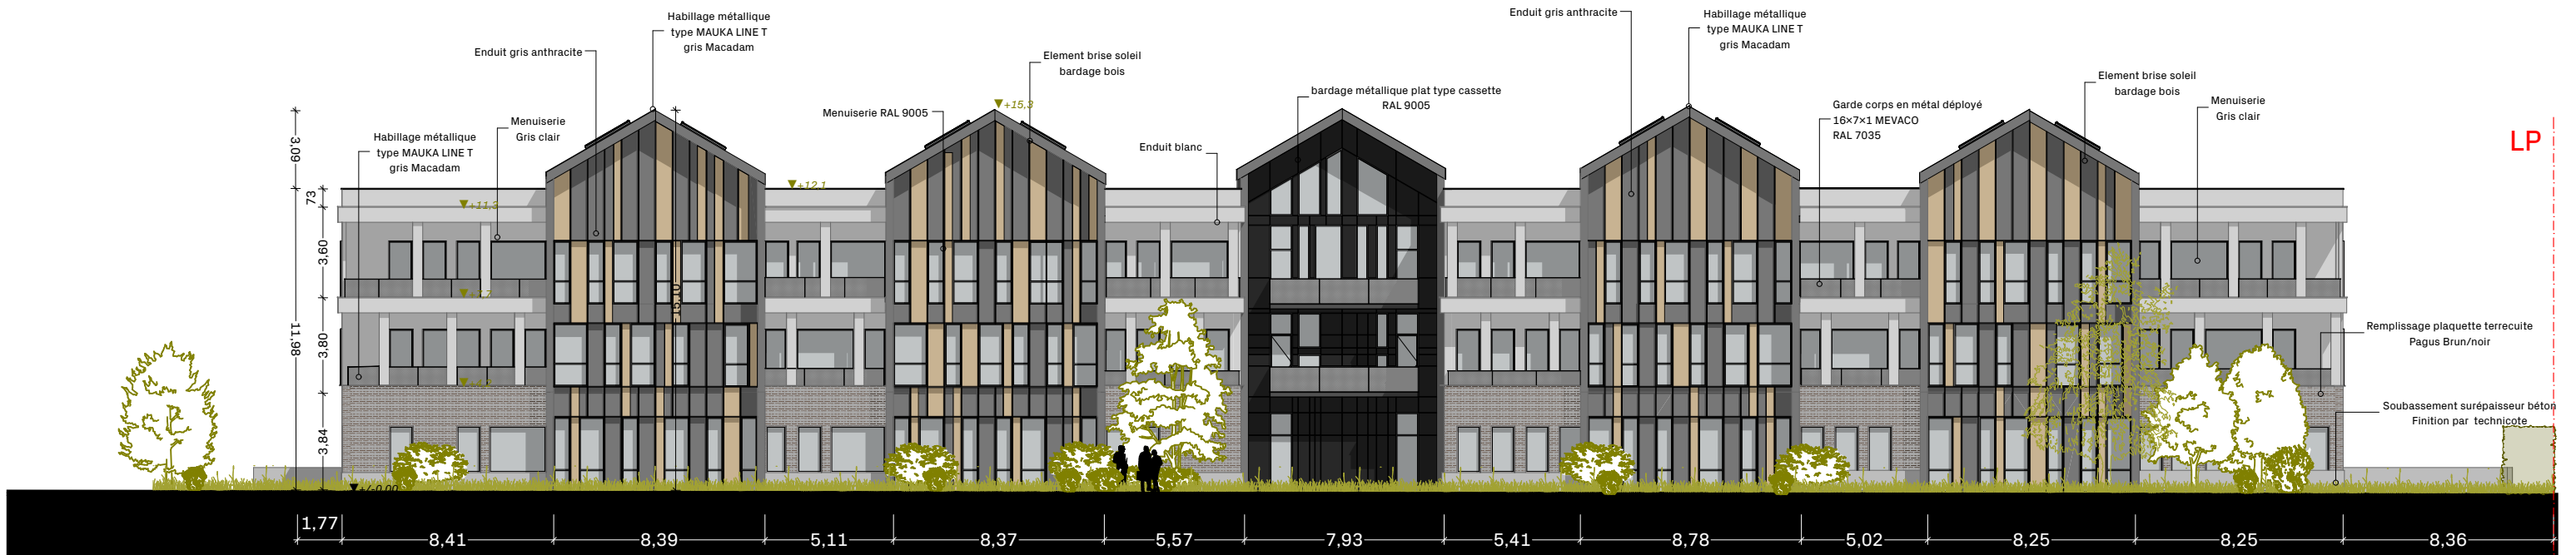 Habillage métallique
type MAUKA LINE T
gris Macadam
Enduit gris anthracite
Menuiserie
Gris clair
Habillage métallique
type MAUKA LINE T
gris Macadam
Element brise soleil
bardage bois
Menuiserie RAL 9005
Enduit blanc
bardage métallique plat type cassette
RAL 9005
Enduit gris anthracite
Habillage métallique
type MAUKA LINE T
gris Macadam
Garde corps en métal déployé
16×7×1 MEVACO
RAL 7035
Element brise soleil
bardage bois
Menuiserie
Gris clair
LP
Remplissage plaquette terrecuite
Pagus Brun/noir
Soubassement surépaisseur béton
Finition par technicote
+15,3
+12,1
+11,3
+/-0,00
3,09
73
3,60
11,98
3,80
3,84
15,10
1,77
8,41
8,39
5,11
8,37
5,57
7,93
5,41
8,78
5,02
8,25
8,25
8,36